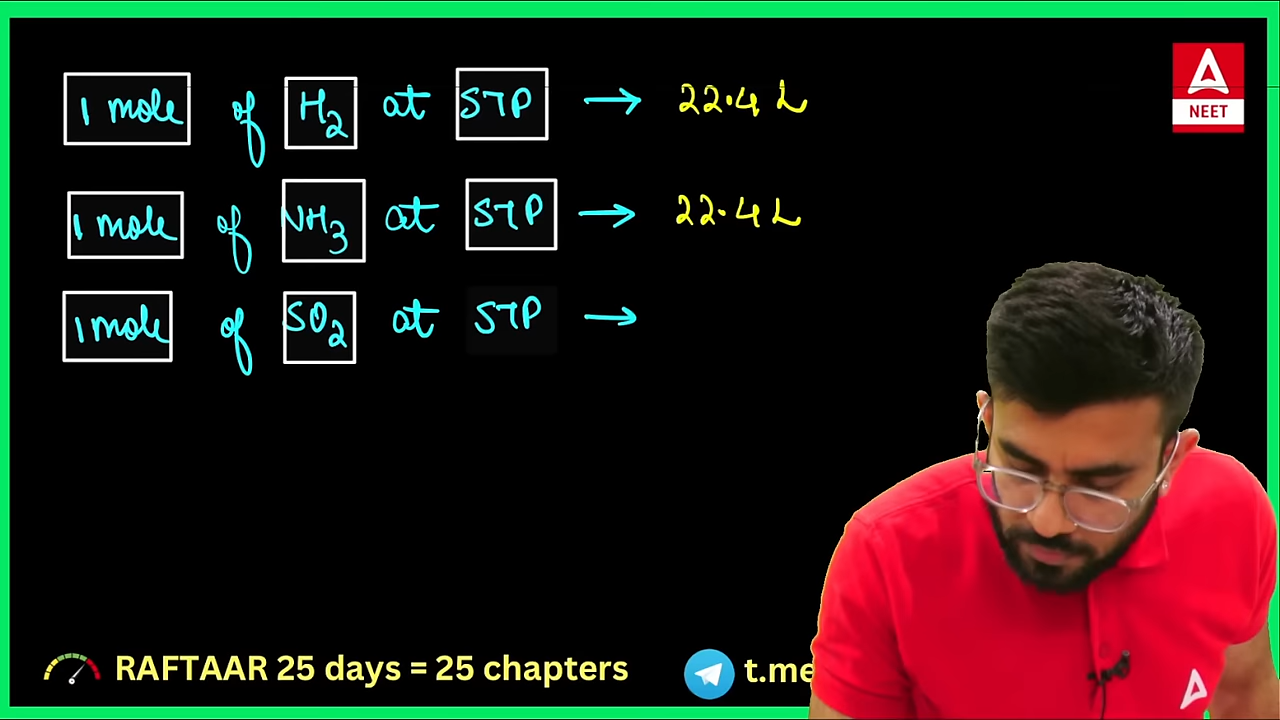 1 mole of H₂ at STP → 22.4 L
NEET
1 mole of NH₃ at STP → 22.4 L
1 mole of SO₂ at STP →
RAFTAAR 25 days = 25 chapters
t.me